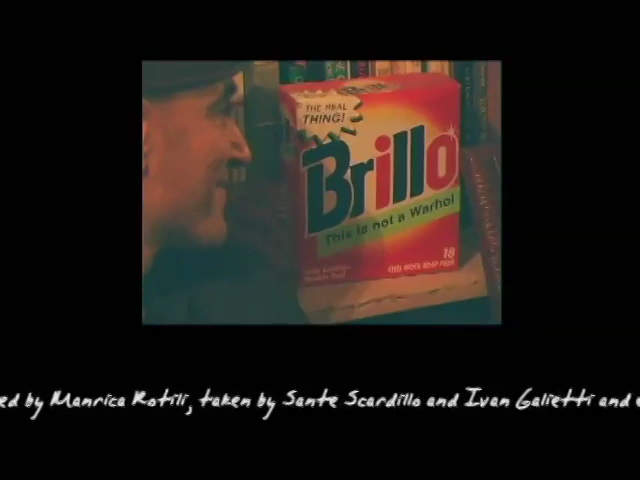 THE REAL
THING!
Brillo
This is not a Warhol
18
ed by Manrica Rotili, taken by Sante Scardillo and Ivan Galietti and